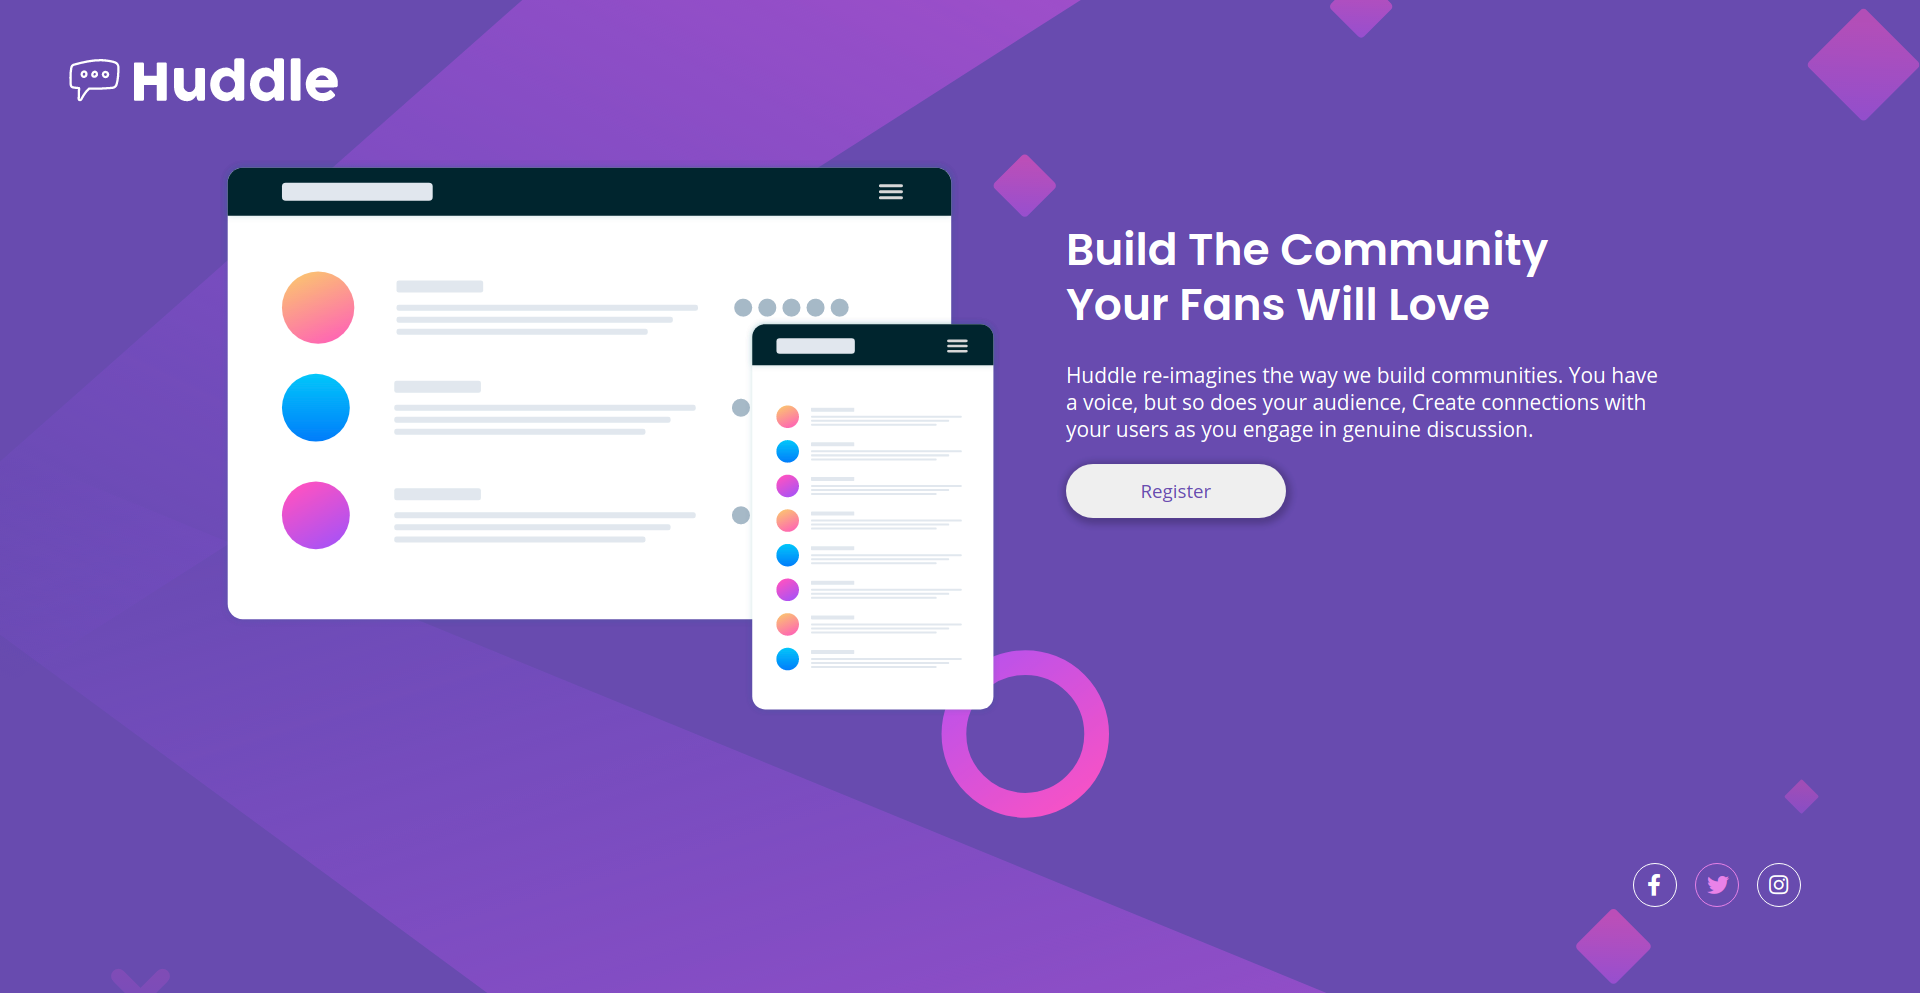 Huddle
Build The Community
Your Fans Will Love
Huddle re-imagines the way we build communities. You have
a voice, but so does your audience, Create connections with
your users as you engage in genuine discussion.
Register